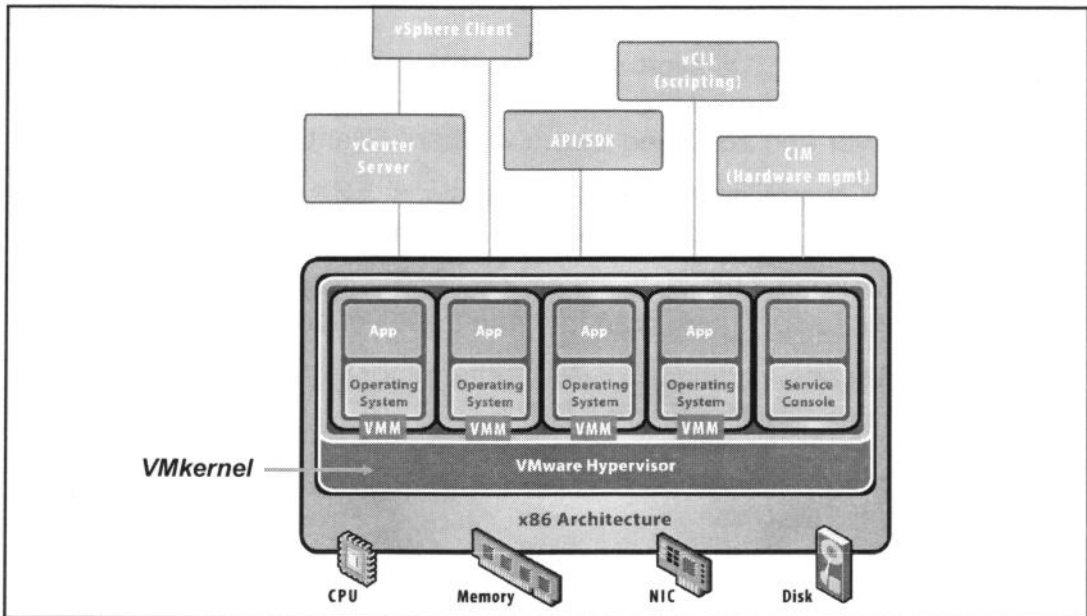 vSphere Client
vCLI
(scripting)
vCenter
Server
API/SDK
CIM
(Hardware mgmt)
App
App
App
App
Operating
System
Operating
System
Operating
System
Operating
System
Service
Console
VMM
VMM
VMM
VMM
VMkernel
VMware Hypervisor
x86 Architecture
CPU
Memory
NIC
Disk